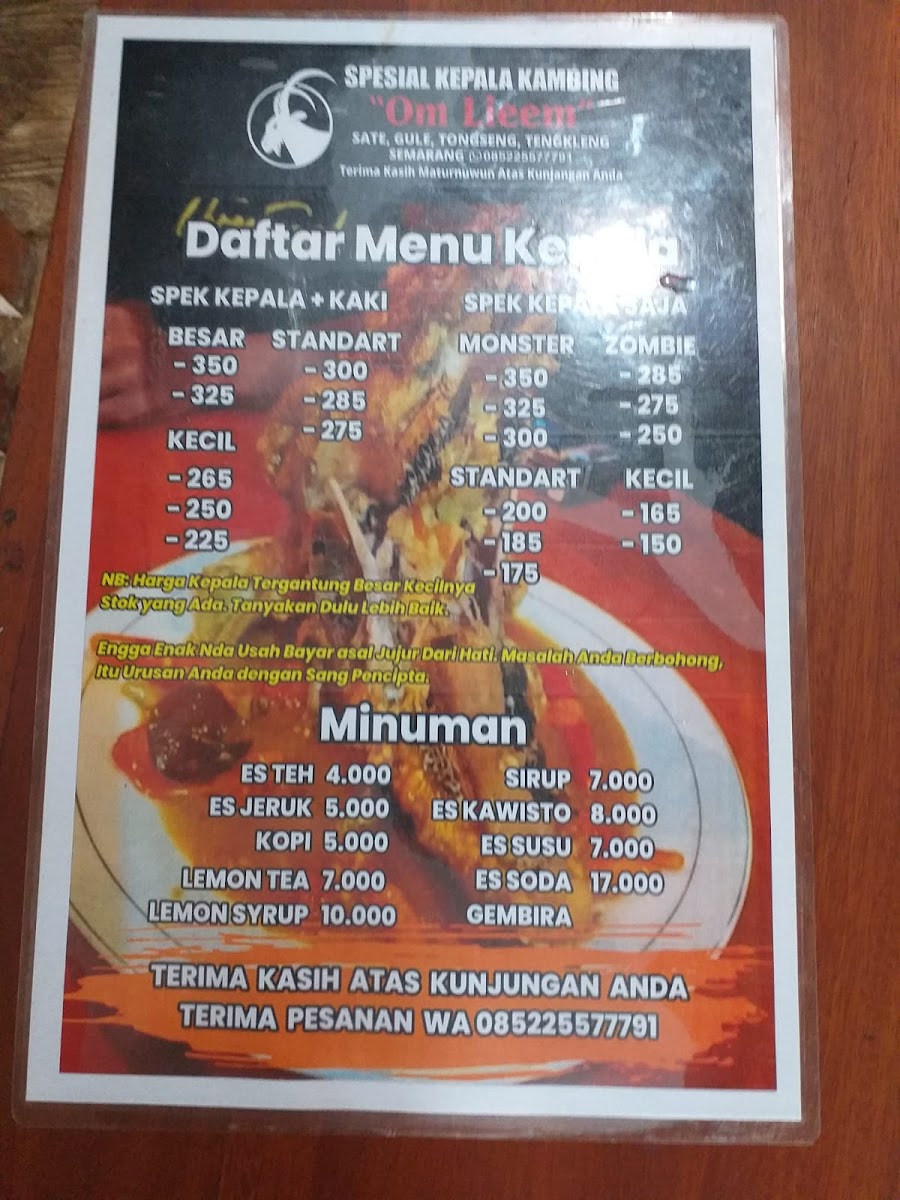 SPESIAL KEPALA KAMBING
"Om Lieem"
SATE, GULE, TONGSENG, TENGKLENG
SEMARANG 085225577791
Terima Kasih Maturnuwun Atas Kunjangan Anda
Daftar Menu
SPEK KEPALA + KAKI
BESAR
- 350
- 325
STANDART
- 300
- 285
- 275
KECIL
- 265
- 250
- 225
SPEK SAJA
MONSTER
- 350
- 325
- 300
ZOMBIE
- 285
- 275
- 250
STANDART
- 200
- 185
- 175
KECIL
- 165
- 150
NB: Harga Kepala Tergantung Besar Kecilnya
Stok yang Ada. Tanyakan Dulu Lebih Baik.
Engga Enak Nda Usah Bayar asal Jujur Dari Hati. Masalah Anda Berbohong,
Itu Urusan Anda dengan Sang Pencipta.
Minuman
ES TEH 4.000
ES JERUK 5.000
KOPI 5.000
LEMON TEA 7.000
LEMON SYRUP 10.000
SIRUP 7.000
ES KAWISTO 8.000
ES SUSU 7.000
ES SODA 17.000
GEMBIRA
TERIMA KASIH ATAS KUNJUNGAN ANDA
TERIMA PESANAN WA 085225577791